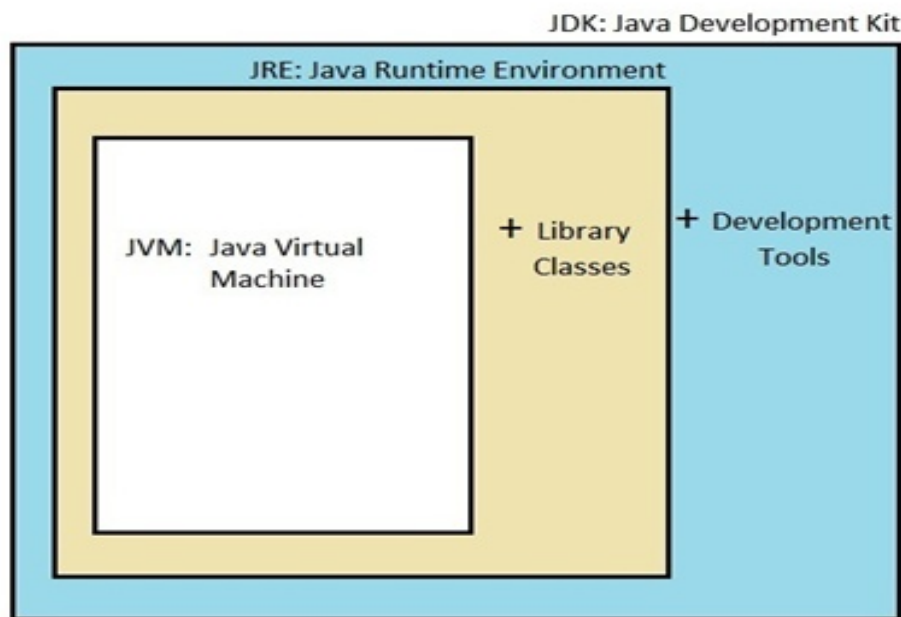 JDK: Java Development Kit
JRE: Java Runtime Environment
JVM: Java Virtual
Machine
+ Library
Classes
+ Development
Tools